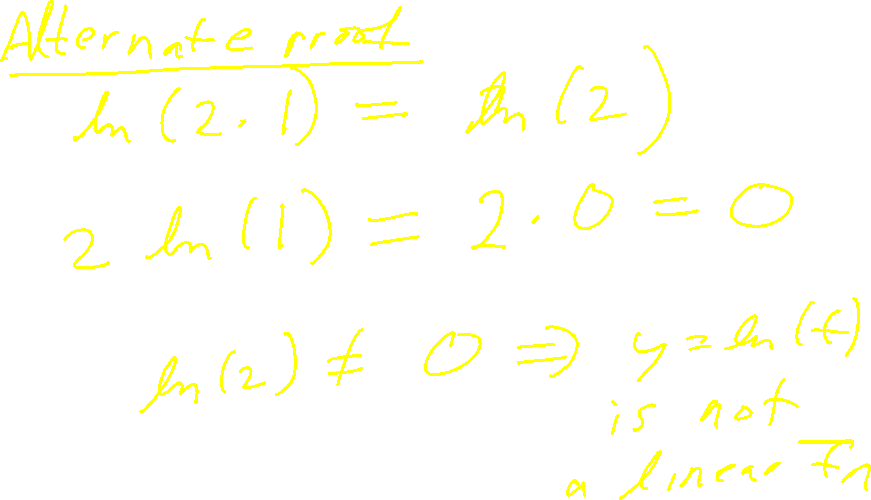 Alternate proof
ln(2·1) = ln(2)
2 ln(1) = 2·0 = 0
ln(2) ≠ 0 ⇒ y = ln(t)
is not
a linear fn